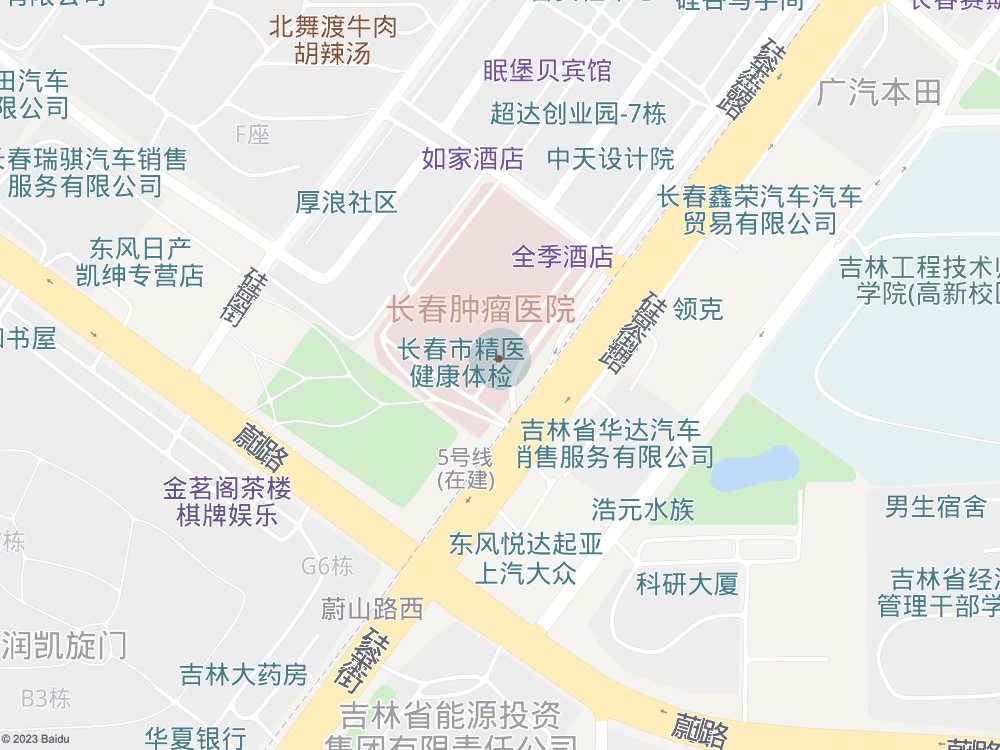 北舞渡牛肉
胡辣汤
眠堡贝宾馆
广汽本田
田汽车
限公司
超达创业园-7栋
F座
长春瑞骐汽车销售
服务有限公司
如家酒店
中天设计院
厚浪社区
长春鑫荣汽车汽车
贸易有限公司
东风日产
凯绅专营店
全季酒店
吉林工程技术师
学院(高新校区
长春肿瘤医院
领克
书屋
长春市精医
健康体检
吉林省华达汽车
销售服务有限公司
蔚山路
5号线
(在建)
金茗阁茶楼
棋牌娱乐
浩元水族
男生宿舍
东风悦达起亚
上汽大众
G6栋
科研大厦
吉林省经济
管理干部学
蔚山路西
润凯旋门
吉林大药房
B3栋
吉林省能源投资
集团有限责任公司
华夏银行
© 2023 Baidu